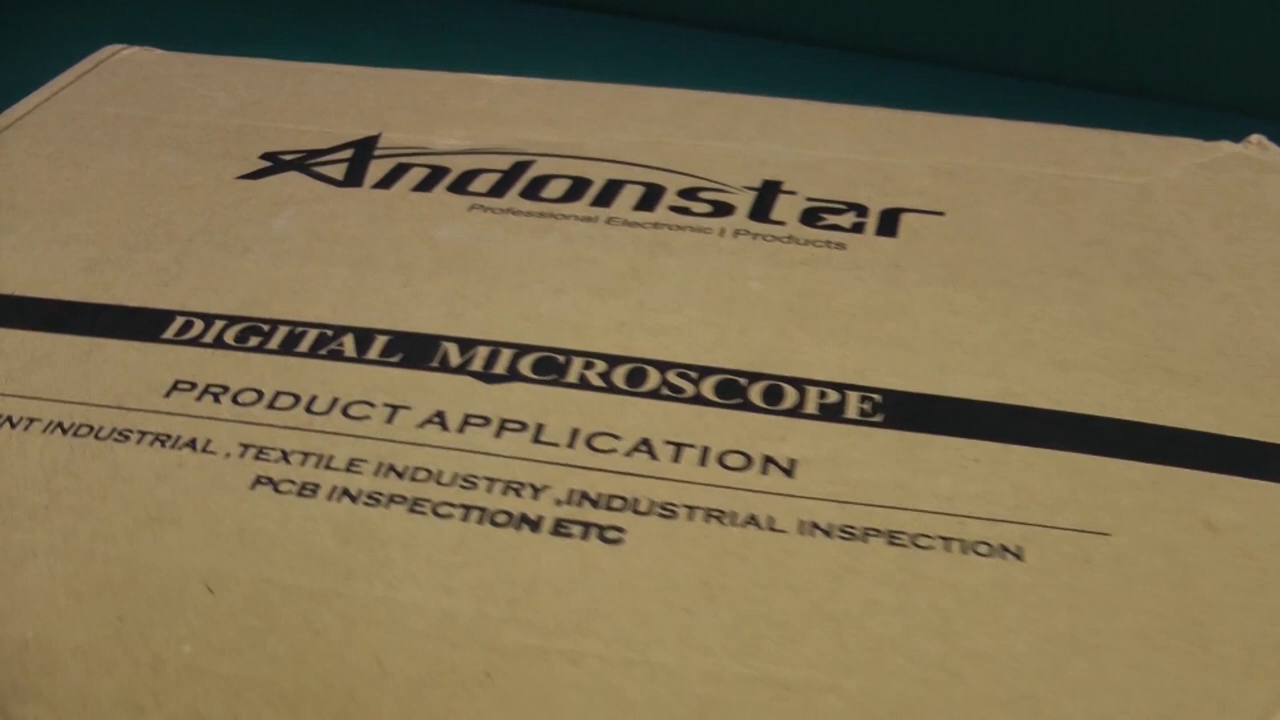 Andonstar
Professional Electronic | Products
DIGITAL MICROSCOPE
PRODUCT APPLICATION
INDUSTRIAL , TEXTILE INDUSTRY , INDUSTRIAL INSPECTION
PCB INSPECTION ETC